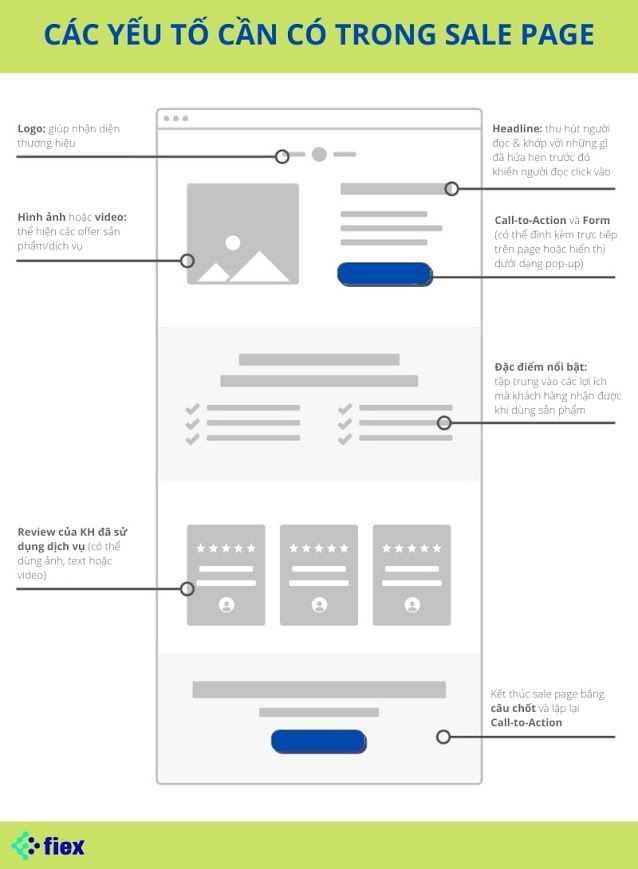 CÁC YẾU TỐ CẦN CÓ TRONG SALE PAGE
Logo: giúp nhận diện
thương hiệu
Headline: thu hút người
đọc & khớp với những gì
đã hứa hẹn trước đó
khiến người đọc click vào
Hình ảnh hoặc video:
thể hiện các offer sản
phẩm/dịch vụ
Call-to-Action và Form
(có thể đính kèm trực tiếp
trên page hoặc hiển thị
dưới dạng pop-up)
Đặc điểm nổi bật:
tập trung vào các lợi ích
mà khách hàng nhận được
khi dùng sản phẩm
Review của KH đã sử
dụng dịch vụ (có thể
dùng ảnh, text hoặc
video)
Kết thúc sale page bằng
câu chốt và lặp lại
Call-to-Action
fiex